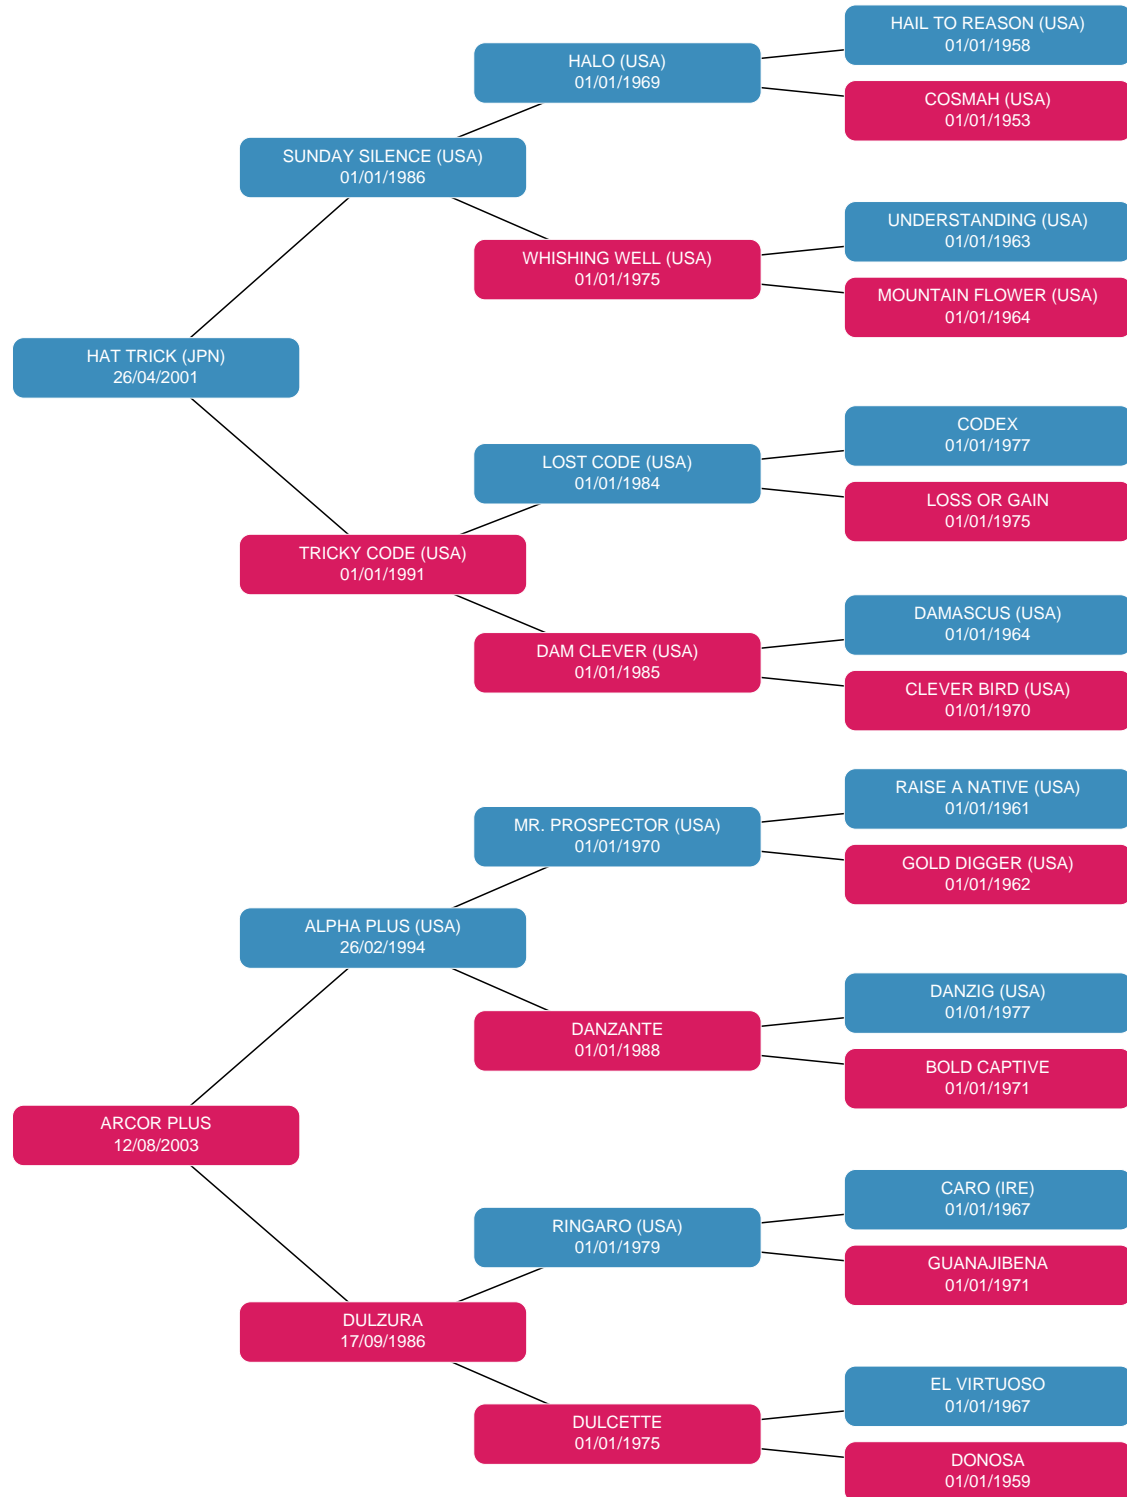 HAIL TO REASON (USA)
01/01/1958
HALO (USA)
01/01/1969
COSMAH (USA)
01/01/1953
SUNDAY SILENCE (USA)
01/01/1986
UNDERSTANDING (USA)
01/01/1963
WHISHING WELL (USA)
01/01/1975
MOUNTAIN FLOWER (USA)
01/01/1964
HAT TRICK (JPN)
26/04/2001
CODEX
01/01/1977
LOST CODE (USA)
01/01/1984
LOSS OR GAIN
01/01/1975
TRICKY CODE (USA)
01/01/1991
DAMASCUS (USA)
01/01/1964
DAM CLEVER (USA)
01/01/1985
CLEVER BIRD (USA)
01/01/1970
RAISE A NATIVE (USA)
01/01/1961
MR. PROSPECTOR (USA)
01/01/1970
GOLD DIGGER (USA)
01/01/1962
ALPHA PLUS (USA)
26/02/1994
DANZIG (USA)
01/01/1977
DANZANTE
01/01/1988
BOLD CAPTIVE
01/01/1971
ARCOR PLUS
12/08/2003
CARO (IRE)
01/01/1967
RINGARO (USA)
01/01/1979
GUANAJIBENA
01/01/1971
DULZURA
17/09/1986
EL VIRTUOSO
01/01/1967
DULCETTE
01/01/1975
DONOSA
01/01/1959